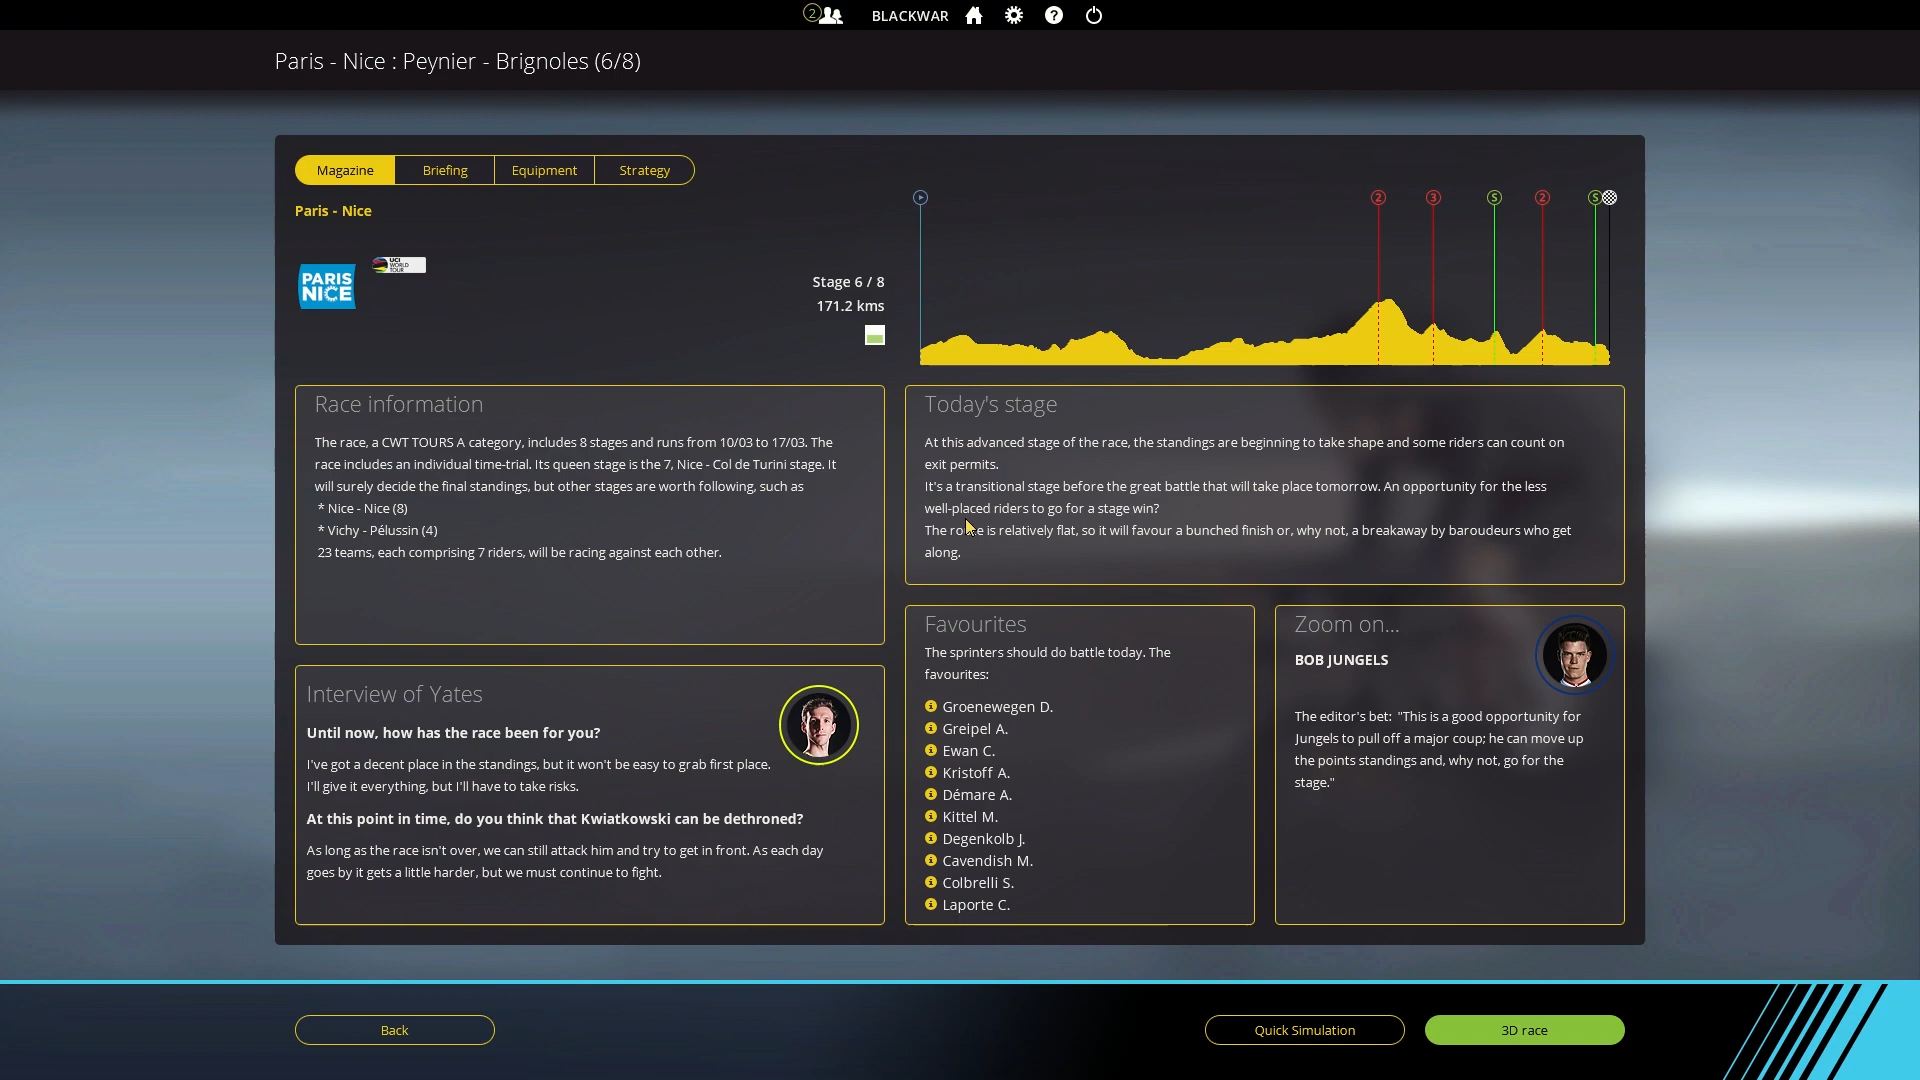 2
BLACKWAR
Paris - Nice : Peynier - Brignoles (6/8)
Magazine
Briefing
Equipment
Strategy
Paris - Nice
PARIS
NICE
UCI
WORLD
TOUR
Stage 6 / 8
171.2 kms
2
3
S
2
S
Race information
The race, a CWT TOURS A category, includes 8 stages and runs from 10/03 to 17/03. The
race includes an individual time-trial. Its queen stage is the 7, Nice - Col de Turini stage. It
will surely decide the final standings, but other stages are worth following, such as
* Nice - Nice (8)
* Vichy - Pélussin (4)
23 teams, each comprising 7 riders, will be racing against each other.
Today's stage
At this advanced stage of the race, the standings are beginning to take shape and some riders can count on
exit permits.
It's a transitional stage before the great battle that will take place tomorrow. An opportunity for the less
well-placed riders to go for a stage win?
The route is relatively flat, so it will favour a bunched finish or, why not, a breakaway by baroudeurs who get
along.
Interview of Yates
Until now, how has the race been for you?
I've got a decent place in the standings, but it won't be easy to grab first place.
I'll give it everything, but I'll have to take risks.
At this point in time, do you think that Kwiatkowski can be dethroned?
As long as the race isn't over, we can still attack him and try to get in front. As each day
goes by it gets a little harder, but we must continue to fight.
Favourites
The sprinters should do battle today. The
favourites:
Groenewegen D.
Greipel A.
Ewan C.
Kristoff A.
Démare A.
Kittel M.
Degenkolb J.
Cavendish M.
Colbrelli S.
Laporte C.
Zoom on...
BOB JUNGELS
The editor's bet: "This is a good opportunity for
Jungels to pull off a major coup; he can move up
the points standings and, why not, go for the
stage."
Back
Quick Simulation
3D race